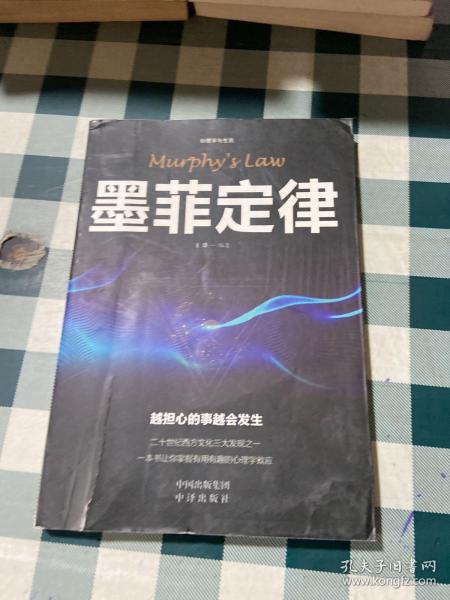 心理学与生活
Murphy's Law
墨菲定律
编著
越担心的事越会发生
二十世纪西方文化三大发现之一
一本书让你掌握有用有趣的心理学效应
中国出版集团
中译出版社
孔夫子旧书网
www.kongfz.com